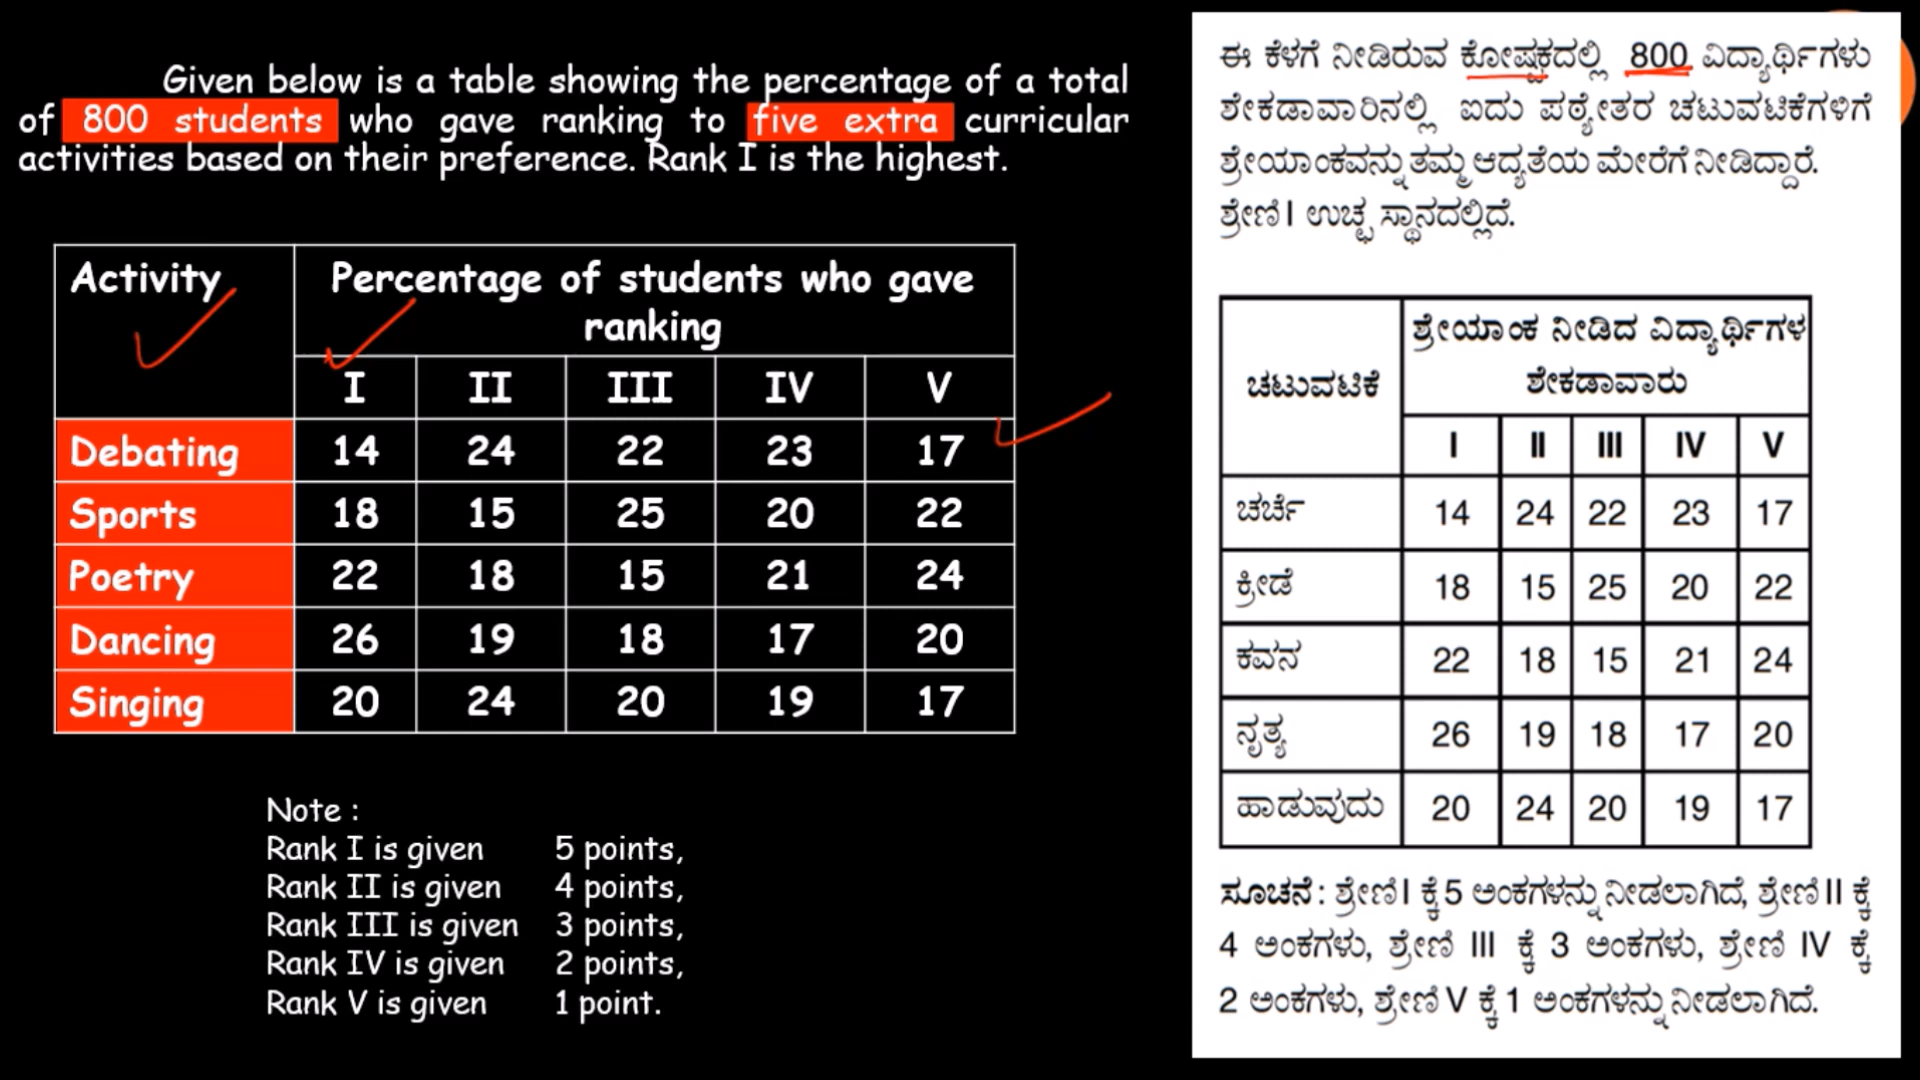 Given below is a table showing the percentage of a total
of 800 students who gave ranking to five extra curricular
activities based on their preference. Rank I is the highest.
Activity Percentage of students who gave
ranking
I II III IV V
Debating 14 24 22 23 17
Sports 18 15 25 20 22
Poetry 22 18 15 21 24
Dancing 26 19 18 17 20
Singing 20 24 20 19 17
Note :
Rank I is given 5 points,
Rank II is given 4 points,
Rank III is given 3 points,
Rank IV is given 2 points,
Rank V is given 1 point.
ಈ ಕೆಳಗೆ ನೀಡಿರುವ ಕೋಷ್ಟಕದಲ್ಲಿ 800 ವಿದ್ಯಾರ್ಥಿಗಳು
ಶೇಕಡಾವಾರಿನಲ್ಲಿ ಐದು ಪಠ್ಯೇತರ ಚಟುವಟಿಕೆಗಳಿಗೆ
ಶ್ರೇಯಾಂಕವನ್ನು ತಮ್ಮ ಆದ್ಯತೆಯ ಮೇರೆಗೆ ನೀಡಿದ್ದಾರೆ.
ಶ್ರೇಣಿ I ಉಚ್ಛ ಸ್ಥಾನದಲ್ಲಿದೆ.
ಚಟುವಟಿಕೆ ಶ್ರೇಯಾಂಕ ನೀಡಿದ ವಿದ್ಯಾರ್ಥಿಗಳ
ಶೇಕಡಾವಾರು
I II III IV V
ಚರ್ಚೆ 14 24 22 23 17
ಕ್ರೀಡೆ 18 15 25 20 22
ಕವನ 22 18 15 21 24
ನೃತ್ಯ 26 19 18 17 20
ಹಾಡುವುದು 20 24 20 19 17
ಸೂಚನೆ : ಶ್ರೇಣಿ I ಕ್ಕೆ 5 ಅಂಕಗಳನ್ನು ನೀಡಲಾಗಿದೆ, ಶ್ರೇಣಿ II ಕ್ಕೆ
4 ಅಂಕಗಳು, ಶ್ರೇಣಿ III ಕ್ಕೆ 3 ಅಂಕಗಳು, ಶ್ರೇಣಿ IV ಕ್ಕೆ
2 ಅಂಕಗಳು, ಶ್ರೇಣಿ V ಕ್ಕೆ 1 ಅಂಕಗಳನ್ನು ನೀಡಲಾಗಿದೆ.